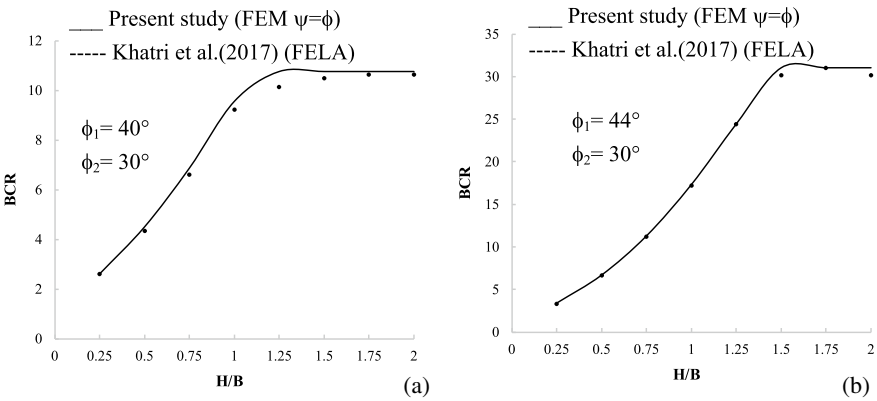 Present study (FEM ψ=ϕ)
Khatri et al.(2017) (FELA)
12
10
8
6
4
2
0
BCR
ϕ₁= 40°
ϕ₂= 30°
0 0.25 0.5 0.75 1 1.25 1.5 1.75 2
H/B
(a)
Present study (FEM ψ=ϕ)
Khatri et al.(2017) (FELA)
35
30
25
20
15
10
5
0
BCR
ϕ₁= 44°
ϕ₂= 30°
0 0.25 0.5 0.75 1 1.25 1.5 1.75 2
H/B
(b)